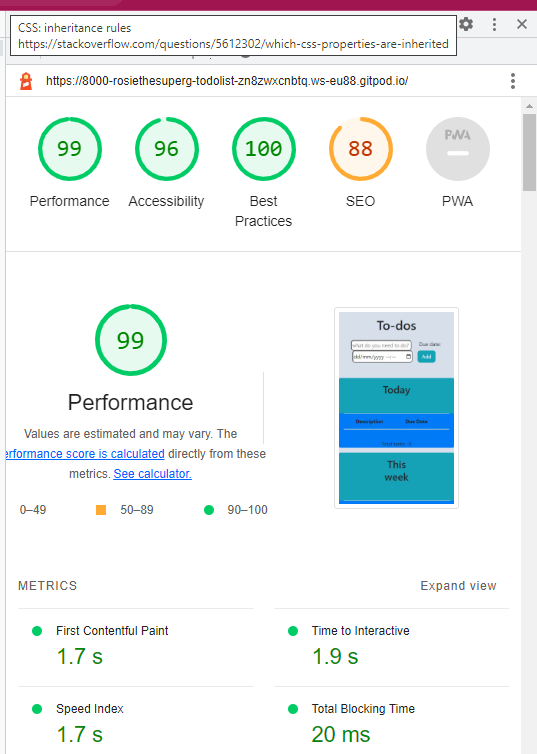 CSS: inheritance rules
https://stackoverflow.com/questions/5612302/which-css-properties-are-inherited
https://8000-rosiethesuperg-todolist-zn8zwxcnbtq.ws-eu88.gitpod.io/
99
96
100
88
PWA
Performance
Accessibility
Best
Practices
SEO
PWA
99
Performance
Values are estimated and may vary. The
performance score is calculated directly from these
metrics. See calculator.
0–49
50–89
90–100
To-dos
what do you need to do?
Due date:
dd/mm/yyyy
Add
Today
Description
Due Date
This
week
METRICS
Expand view
First Contentful Paint
1.7 s
Time to Interactive
1.9 s
Speed Index
1.7 s
Total Blocking Time
20 ms